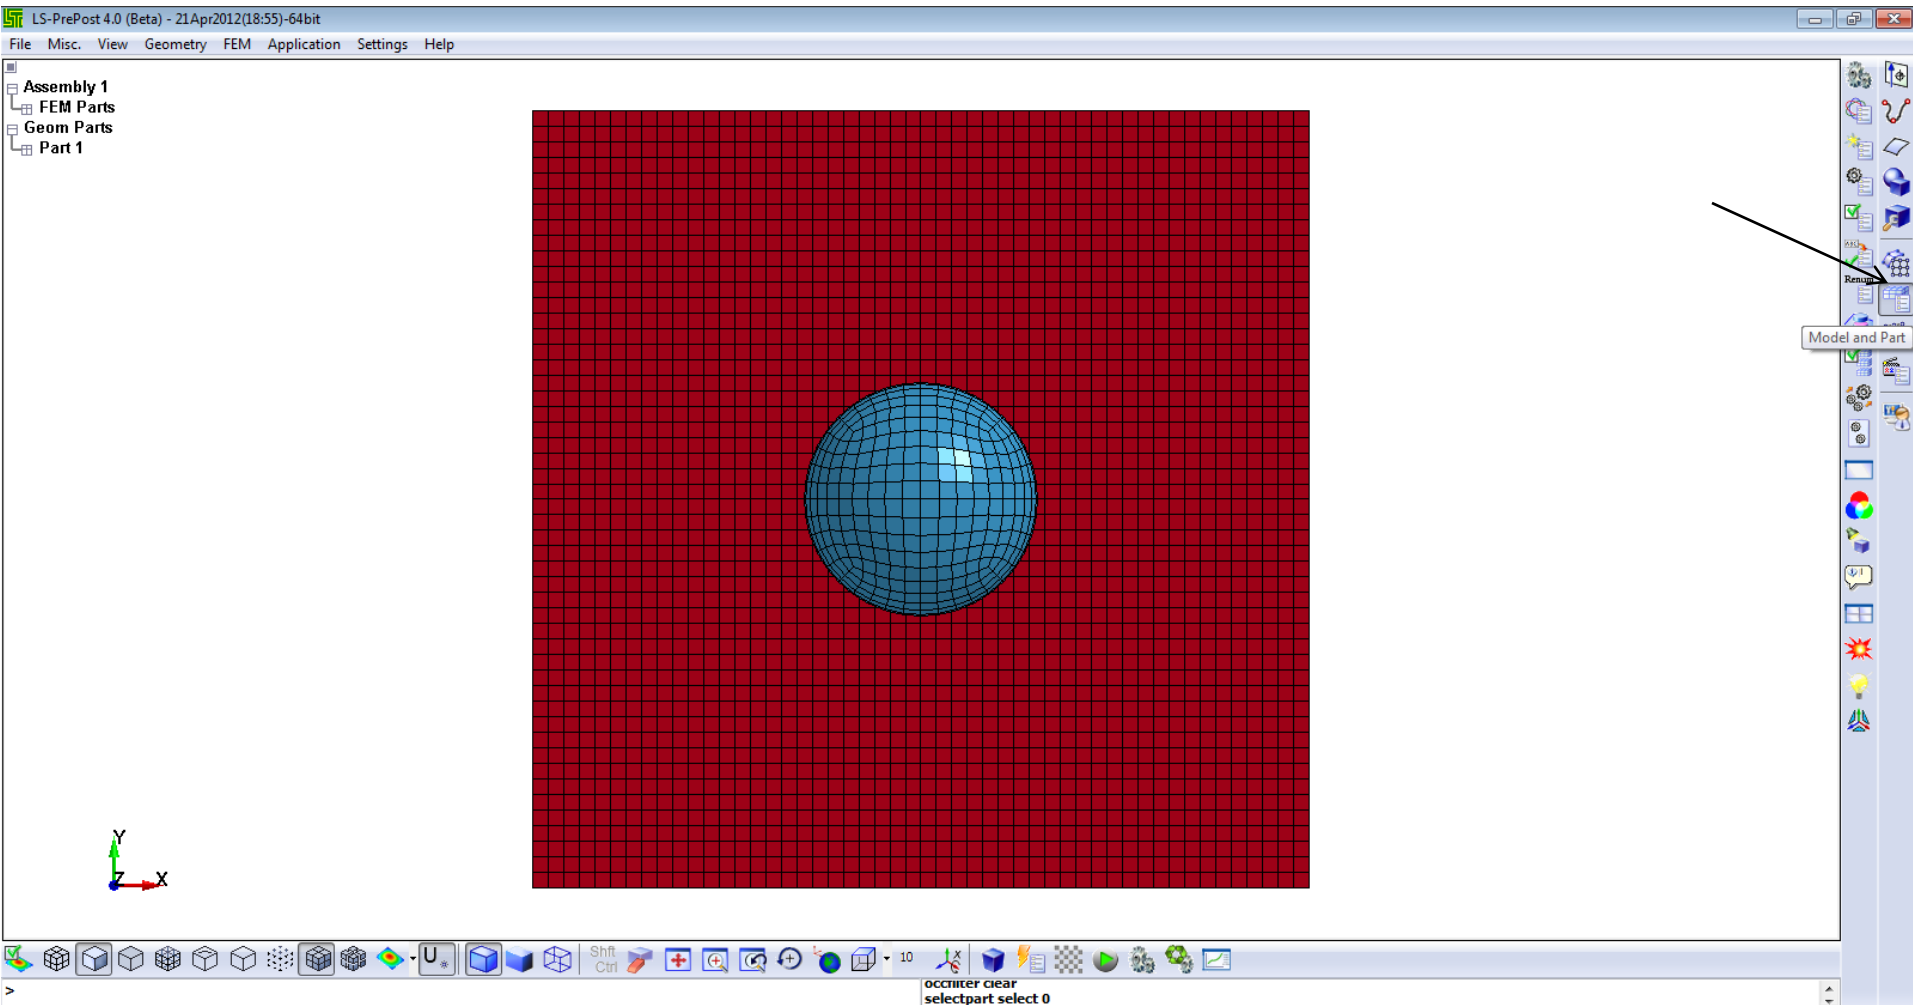 LS-PrePost 4.0 (Beta) - 21Apr2012(18:55)-64bit
File Misc. View Geometry FEM Application Settings Help
Assembly 1
FEM Parts
Geom Parts
Part 1
Renum
Model and Part
Y
Z X
U
Shft
Ctrl
10
>
occfilter clear
selectpart select 0